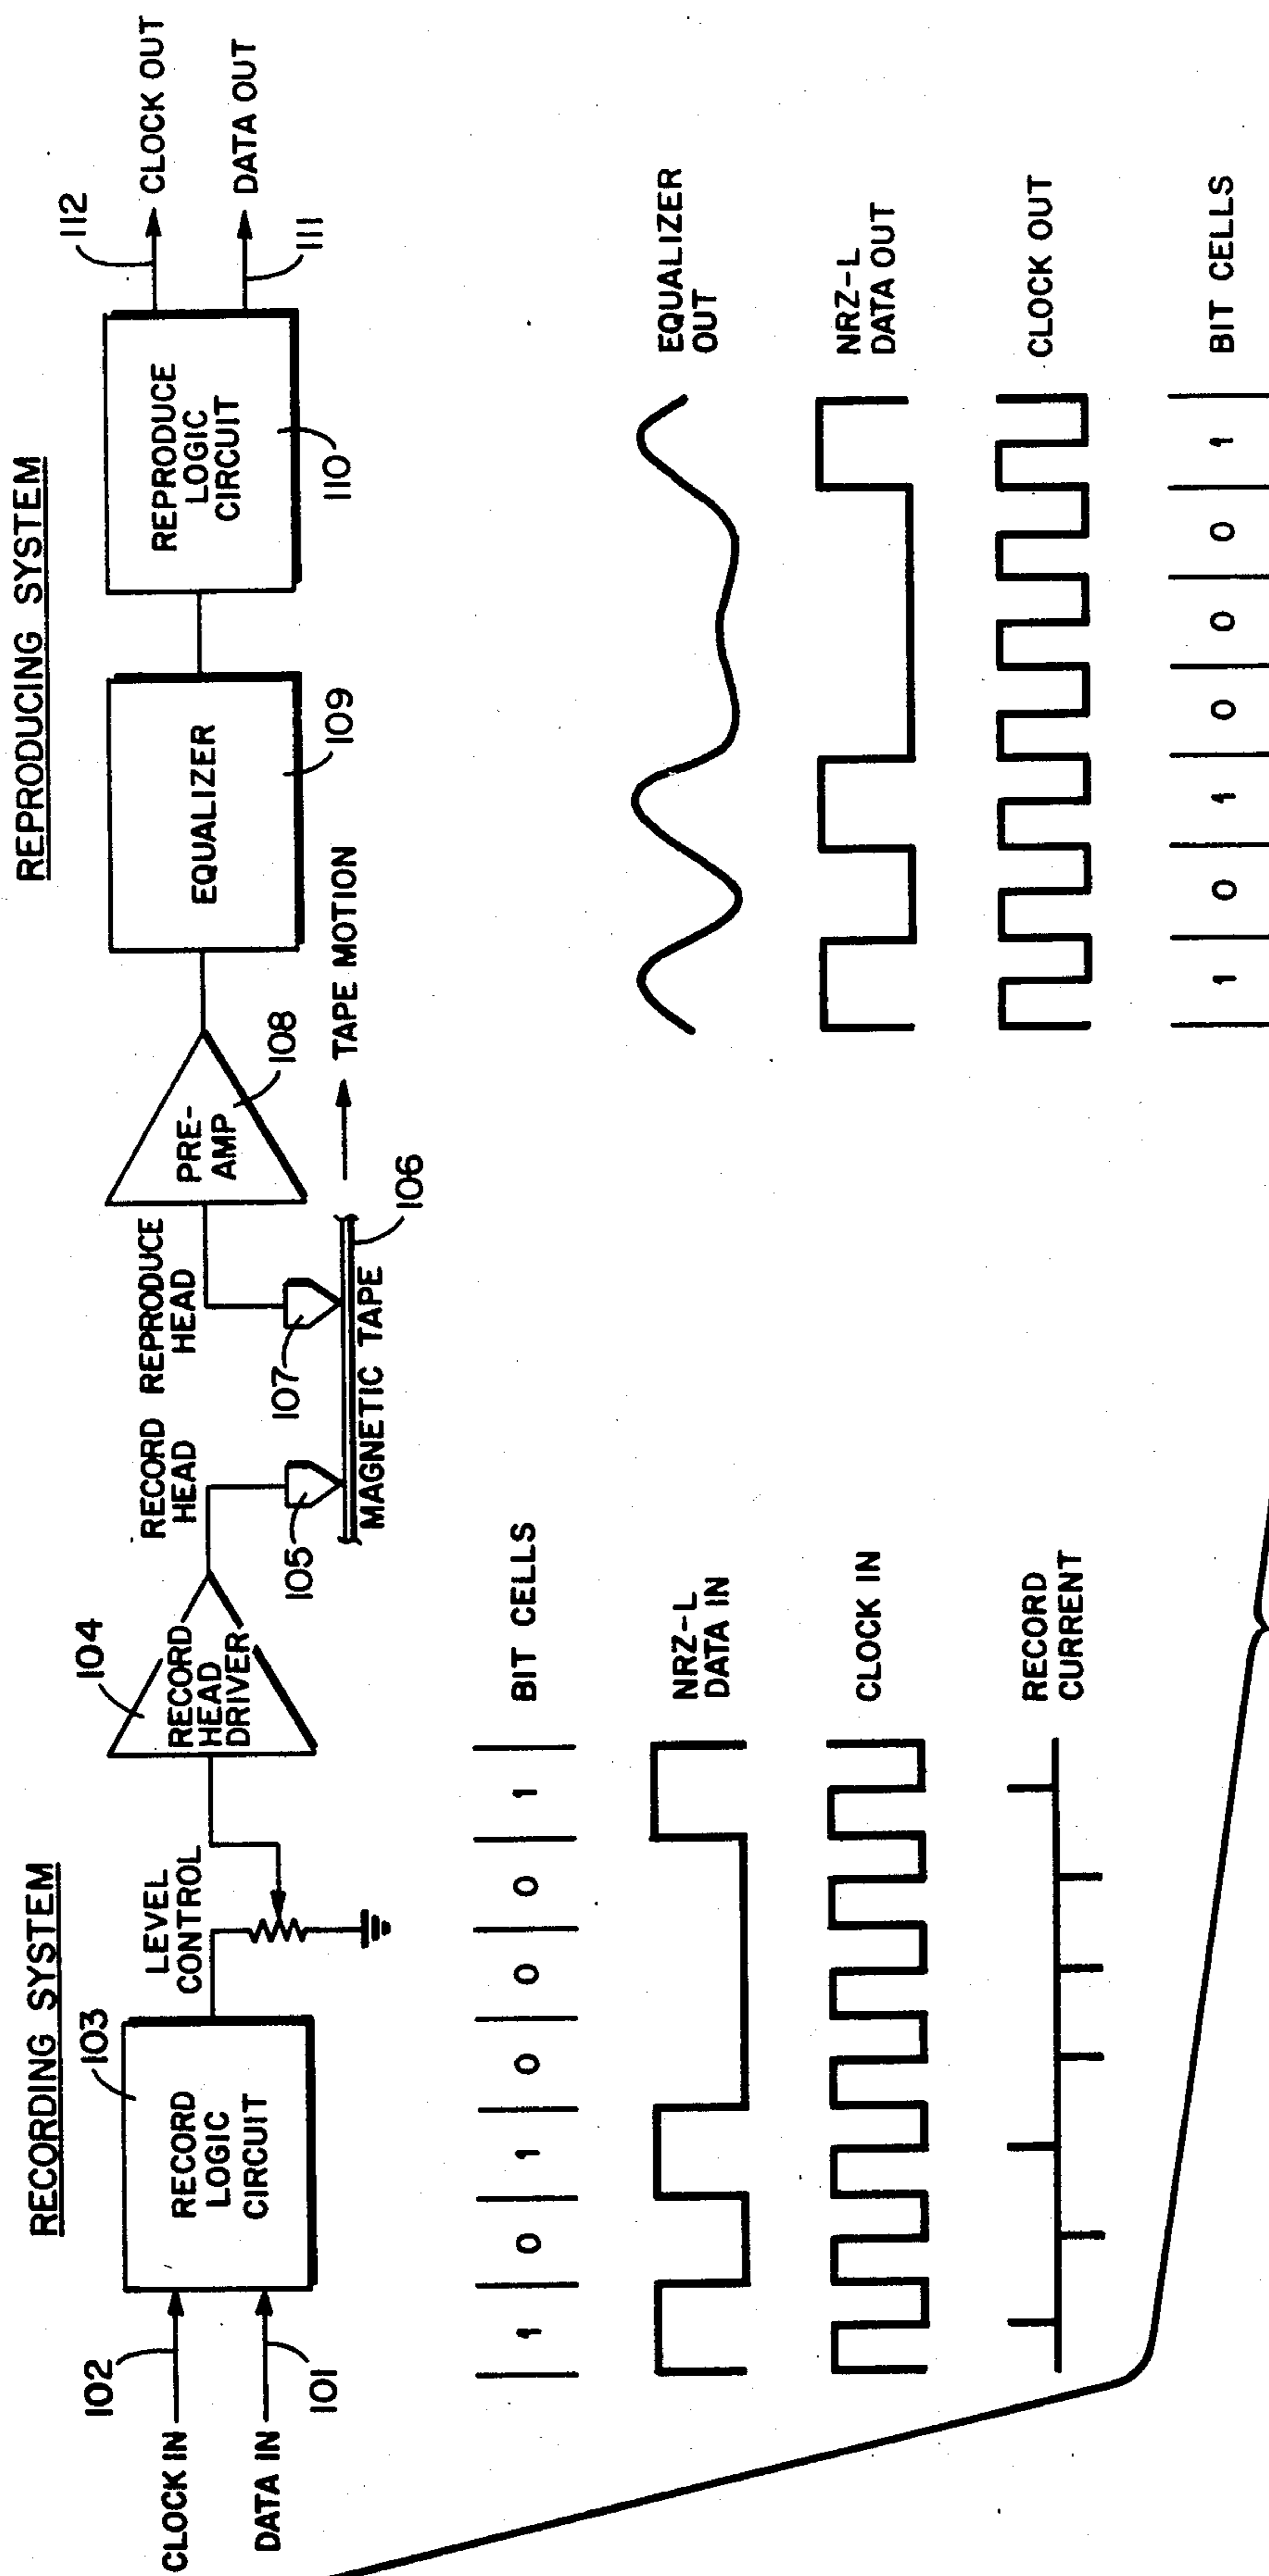 RECORDING SYSTEM
CLOCK IN
102
DATA IN
101
103
RECORD
LOGIC
CIRCUIT
LEVEL
CONTROL
104
RECORD
HEAD
DRIVER
RECORD
HEAD
105
REPRODUCE
HEAD
107
MAGNETIC TAPE
106
TAPE MOTION
REPRODUCING SYSTEM
PRE-
AMP
108
EQUALIZER
109
REPRODUCE
LOGIC
CIRCUIT
110
112
CLOCK OUT
111
DATA OUT
1 0 1 0 0 0 1
BIT CELLS
NRZ-L
DATA IN
CLOCK IN
RECORD
CURRENT
EQUALIZER
OUT
NRZ-L
DATA OUT
CLOCK OUT
1 0 1 0 0 0 1
BIT CELLS